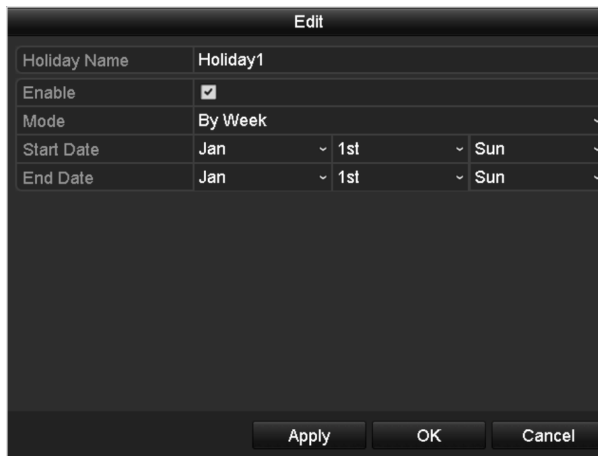 Edit
Holiday Name Holiday1
Enable
Mode By Week
Start Date Jan 1st Sun
End Date Jan 1st Sun
Apply OK Cancel